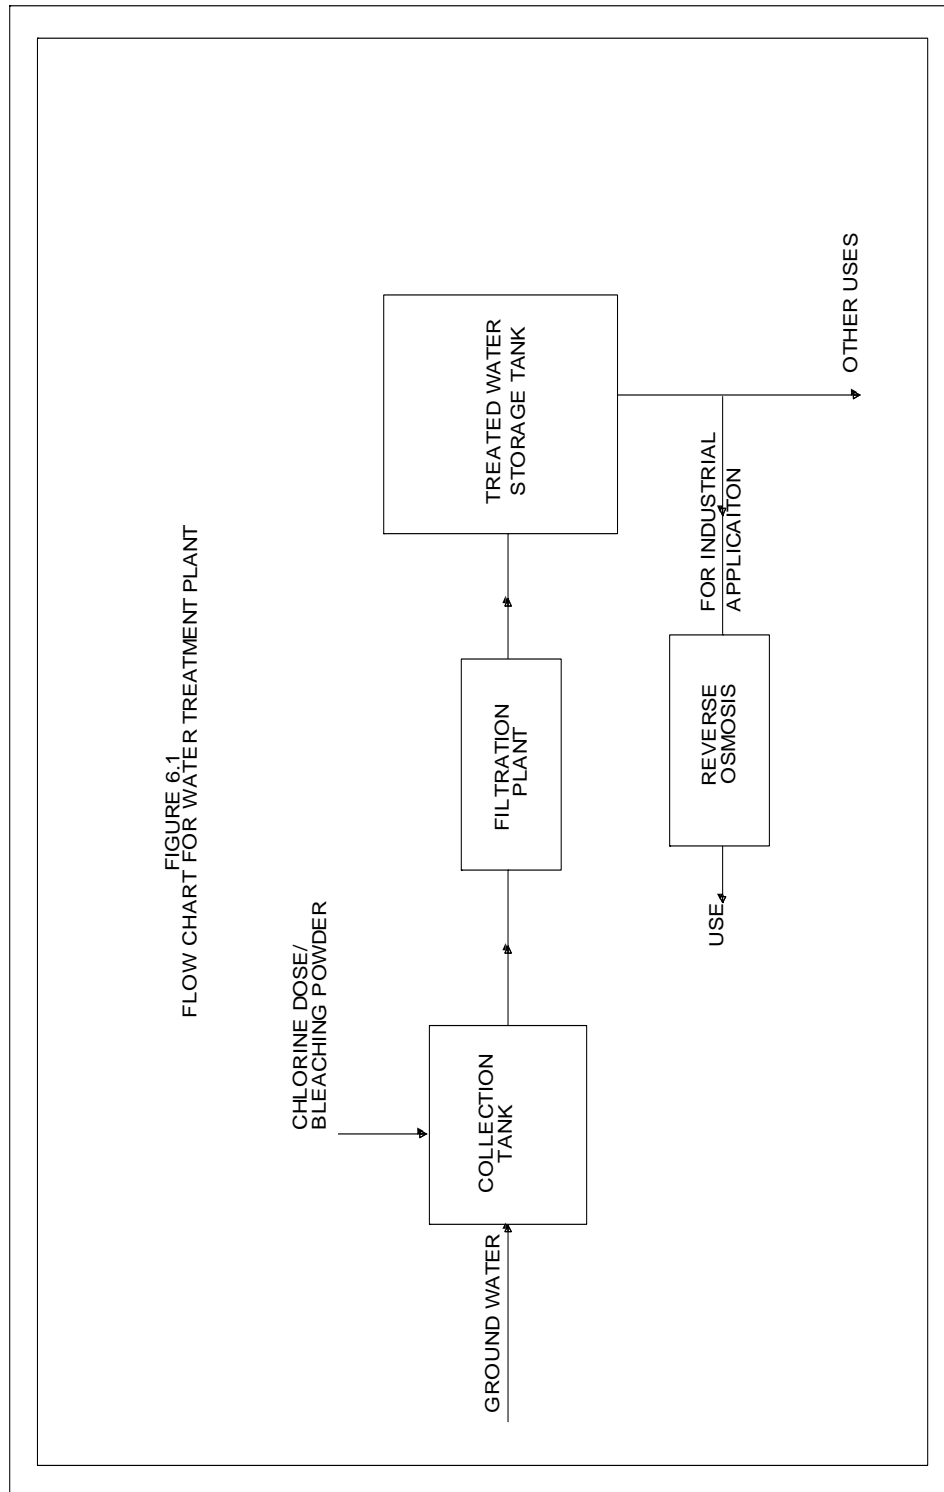 FIGURE 6.1
FLOW CHART FOR WATER TREATMENT PLANT
CHLORINE DOSE/
BLEACHING POWDER
GROUND WATER
COLLECTION
TANK
FILTRATION
PLANT
TREATED WATER
STORAGE TANK
FOR INDUSTRIAL
APPLICAITON
OTHER USES
REVERSE
OSMOSIS
USE